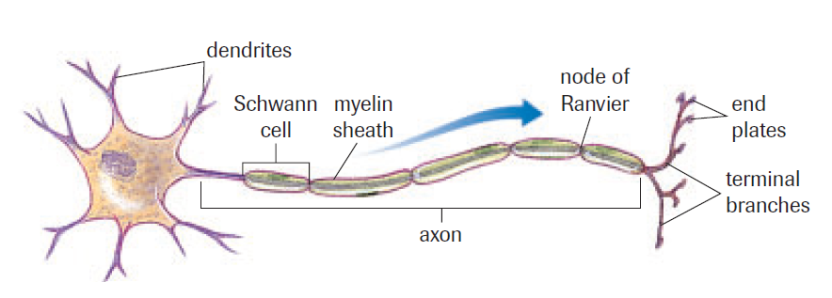 dendrites
Schwann
cell
myelin
sheath
node of
Ranvier
end
plates
terminal
branches
axon